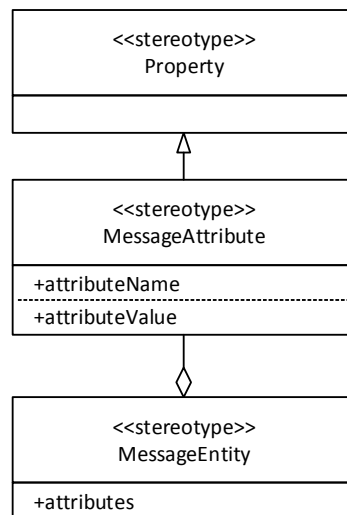 <<stereotype>>
Property
<<stereotype>>
MessageAttribute
+attributeName
+attributeValue
<<stereotype>>
MessageEntity
+attributes